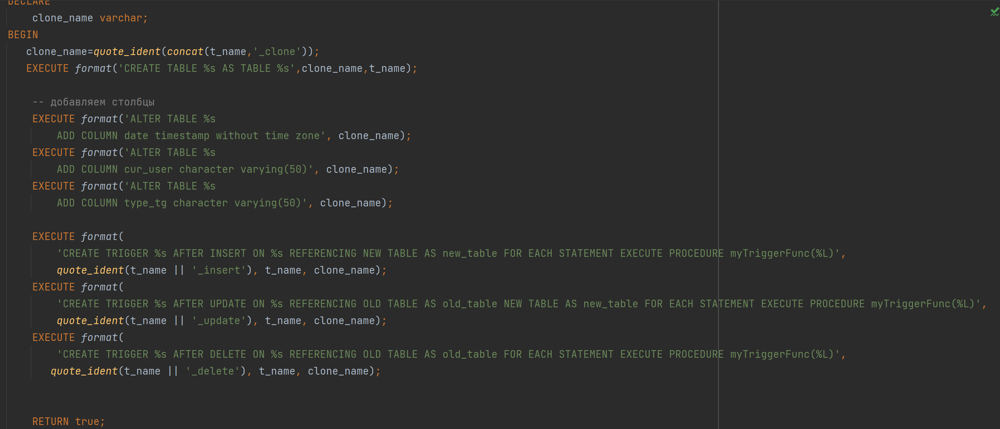 DECLARE
clone_name varchar;
BEGIN
clone_name=quote_ident(concat(t_name,'_clone'));
EXECUTE format('CREATE TABLE %s AS TABLE %s',clone_name,t_name);
-- добавляем столбцы
EXECUTE format('ALTER TABLE %s
ADD COLUMN date timestamp without time zone', clone_name);
EXECUTE format('ALTER TABLE %s
ADD COLUMN cur_user character varying(50)', clone_name);
EXECUTE format('ALTER TABLE %s
ADD COLUMN type_tg character varying(50)', clone_name);
EXECUTE format(
'CREATE TRIGGER %s AFTER INSERT ON %s REFERENCING NEW TABLE AS new_table FOR EACH STATEMENT EXECUTE PROCEDURE myTriggerFunc(%L)',
quote_ident(t_name || '_insert'), t_name, clone_name);
EXECUTE format(
'CREATE TRIGGER %s AFTER UPDATE ON %s REFERENCING OLD TABLE AS old_table NEW TABLE AS new_table FOR EACH STATEMENT EXECUTE PROCEDURE myTriggerFunc(%L)',
quote_ident(t_name || '_update'), t_name, clone_name);
EXECUTE format(
'CREATE TRIGGER %s AFTER DELETE ON %s REFERENCING OLD TABLE AS old_table FOR EACH STATEMENT EXECUTE PROCEDURE myTriggerFunc(%L)',
quote_ident(t_name || '_delete'), t_name, clone_name);
RETURN true;